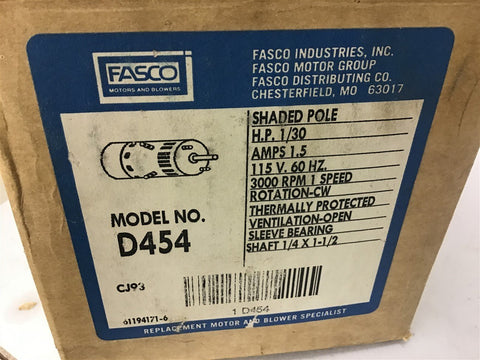 FASCO
MOTORS AND BLOWERS
FASCO INDUSTRIES, INC.
FASCO MOTOR GROUP
FASCO DISTRIBUTING CO.
CHESTERFIELD, MO 63017
MODEL NO.
D454
CJ93
61194171-6
SHADED POLE
H.P. 1/30
AMPS 1.5
115 V. 60 HZ.
3000 RPM 1 SPEED
ROTATION-CW
THERMALLY PROTECTED
VENTILATION-OPEN
SLEEVE BEARING
SHAFT 1/4 X 1-1/2
1 D454
REPLACEMENT MOTOR AND BLOWER SPECIALIST